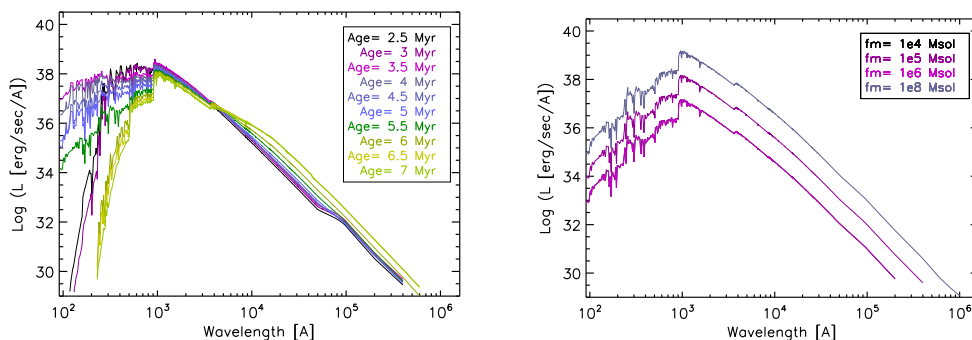 40
38
36
34
32
30
Log (L [erg/sec/A])
10^2
10^3
10^4
10^5
10^6
Wavelength [A]
Age= 2.5 Myr
Age= 3 Myr
Age= 3.5 Myr
Age= 4 Myr
Age= 4.5 Myr
Age= 5 Myr
Age= 5.5 Myr
Age= 6 Myr
Age= 6.5 Myr
Age= 7 Myr
40
38
36
34
32
30
Log (L [erg/sec/A])
10^2
10^3
10^4
10^5
10^6
Wavelength [A]
fm= 1e4 Msol
fm= 1e5 Msol
fm= 1e6 Msol
fm= 1e8 Msol